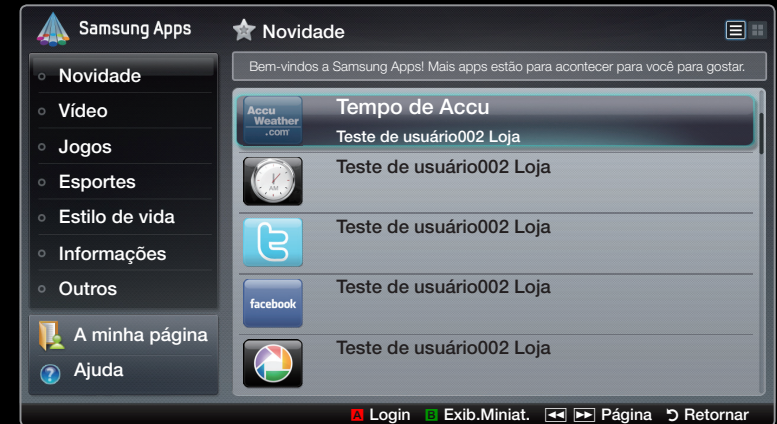 Samsung Apps
Novidade
Bem-vindos a Samsung Apps! Mais apps estão para acontecer para você para gostar.
Novidade
Vídeo
Jogos
Esportes
Estilo de vida
Informações
Outros
A minha página
Ajuda
Accu
Weather
.com
Tempo de Accu
Teste de usuário002 Loja
AM
Teste de usuário002 Loja
Teste de usuário002 Loja
facebook
Teste de usuário002 Loja
Teste de usuário002 Loja
A Login B Exib.Miniat. Página Retornar